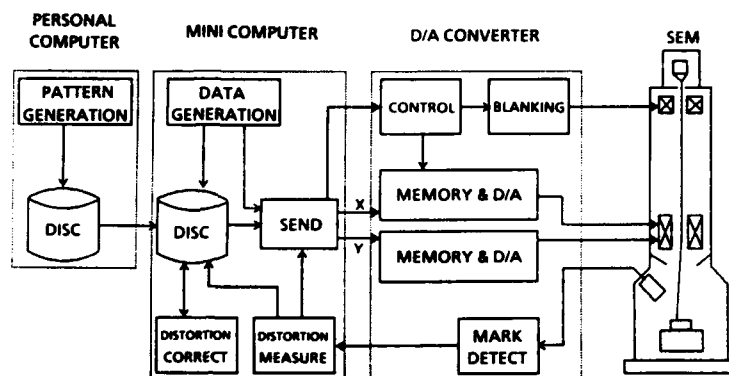 PERSONAL
COMPUTER
MINI COMPUTER
D/A CONVERTER
SEM
PATTERN
GENERATION
DATA
GENERATION
CONTROL
BLANKING
DISC
DISC
SEND
X
Y
MEMORY & D/A
MEMORY & D/A
DISTORTION
CORRECT
DISTORTION
MEASURE
MARK
DETECT